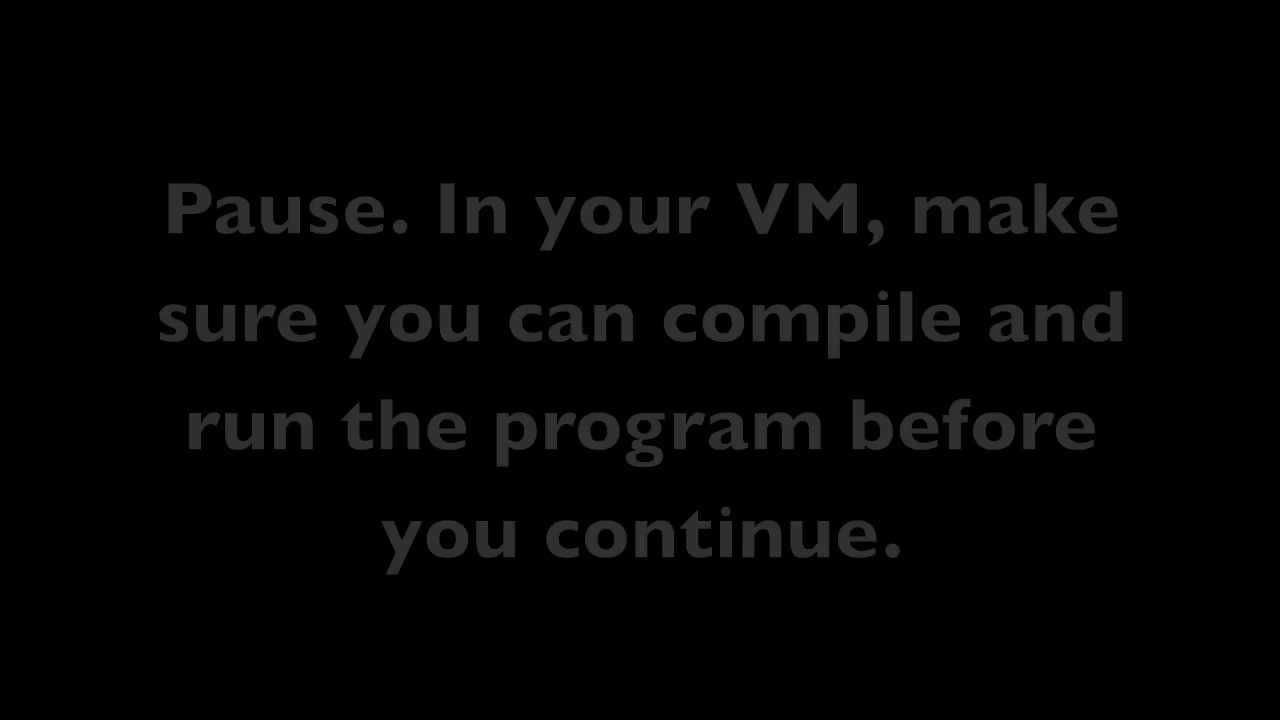 Pause. In your VM, make
sure you can compile and
run the program before
you continue.